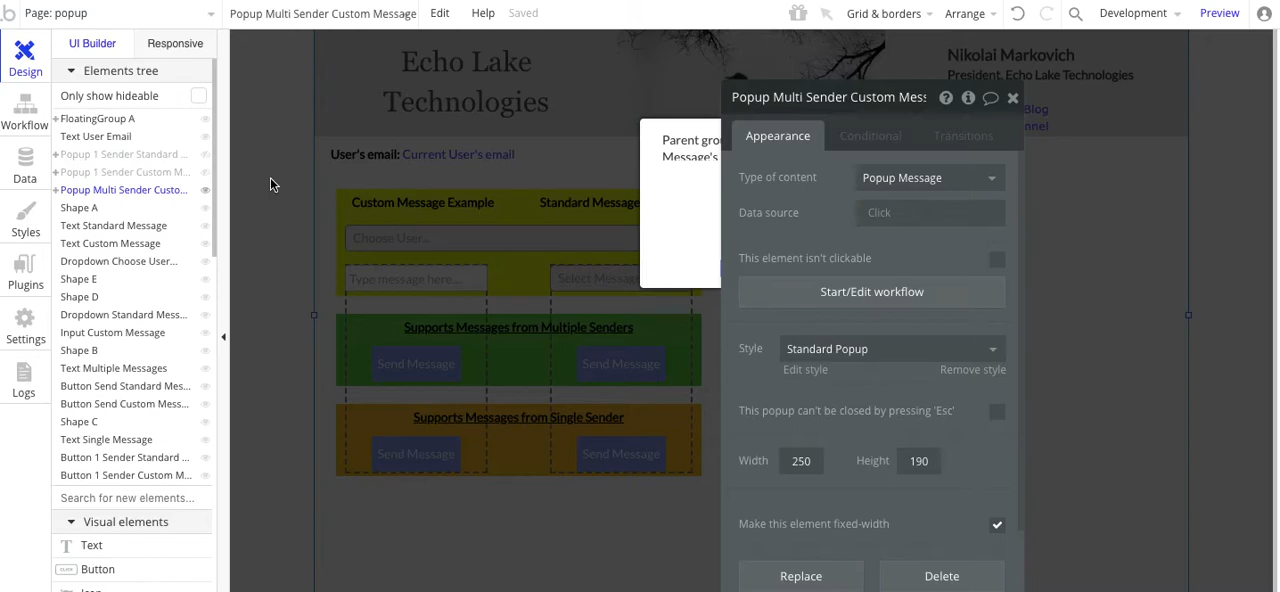 Page: popup
Popup Multi Sender Custom Message
Edit
Help
Saved
Grid & borders
Arrange
Development
Preview
Design
Workflow
Data
Styles
Plugins
Settings
Logs
UI Builder
Responsive
Elements tree
Only show hideable
FloatingGroup A
Text User Email
Popup 1 Sender Standard ...
Popup 1 Sender Custom M...
Popup Multi Sender Custo...
Shape A
Text Standard Message
Text Custom Message
Dropdown Choose User...
Shape E
Shape D
Dropdown Standard Mess...
Input Custom Message
Shape B
Text Multiple Messages
Button Send Standard Mes...
Button Send Custom Mess...
Shape C
Text Single Message
Button 1 Sender Standard ...
Button 1 Sender Custom M...
Search for new elements...
Visual elements
Text
Button
Echo Lake
Technologies
Nikolai Markovich
President, Echo Lake Technologies
Blog
User's email: Current User's email
Custom Message Example
Standard Message
Choose User...
Type message here...
Select Messag
Supports Messages from Multiple Senders
Send Message
Send Message
Supports Messages from Single Sender
Send Message
Send Message
Parent grou
Message's
Popup Multi Sender Custom Mess
Appearance
Conditional
Transitions
Type of content
Popup Message
Data source
Click
This element isn't clickable
Start/Edit workflow
Style
Standard Popup
Edit style
Remove style
This popup can't be closed by pressing 'Esc'
Width
250
Height
190
Make this element fixed-width
Replace
Delete